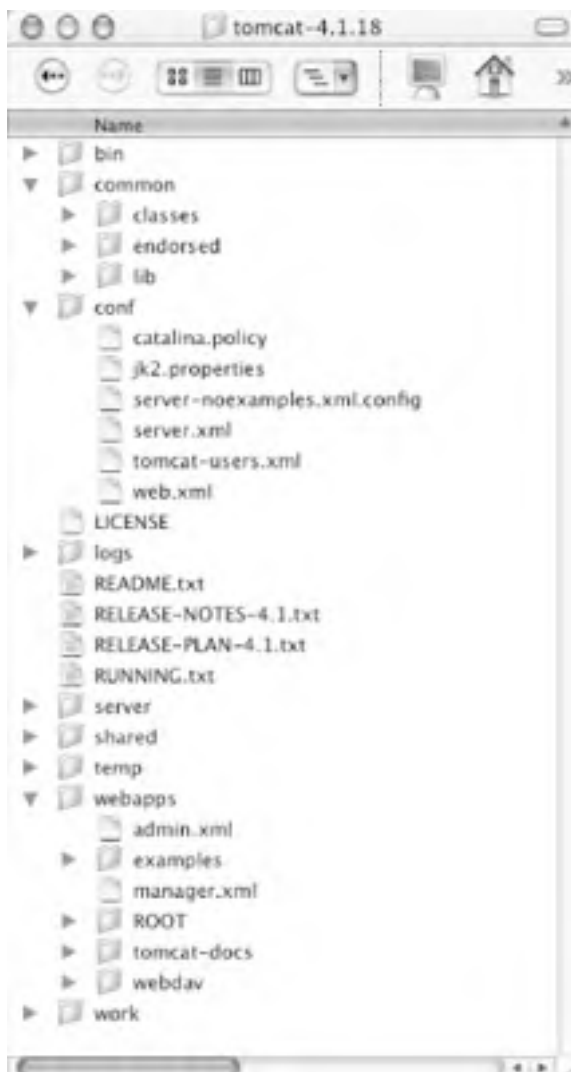 tomcat-4.1.18
Name
bin
common
classes
endorsed
lib
conf
catalina.policy
jk2.properties
server-noexamples.xml.config
server.xml
tomcat-users.xml
web.xml
LICENSE
logs
README.txt
RELEASE-NOTES-4.1.txt
RELEASE-PLAN-4.1.txt
RUNNING.txt
server
shared
temp
webapps
admin.xml
examples
manager.xml
ROOT
tomcat-docs
webdav
work